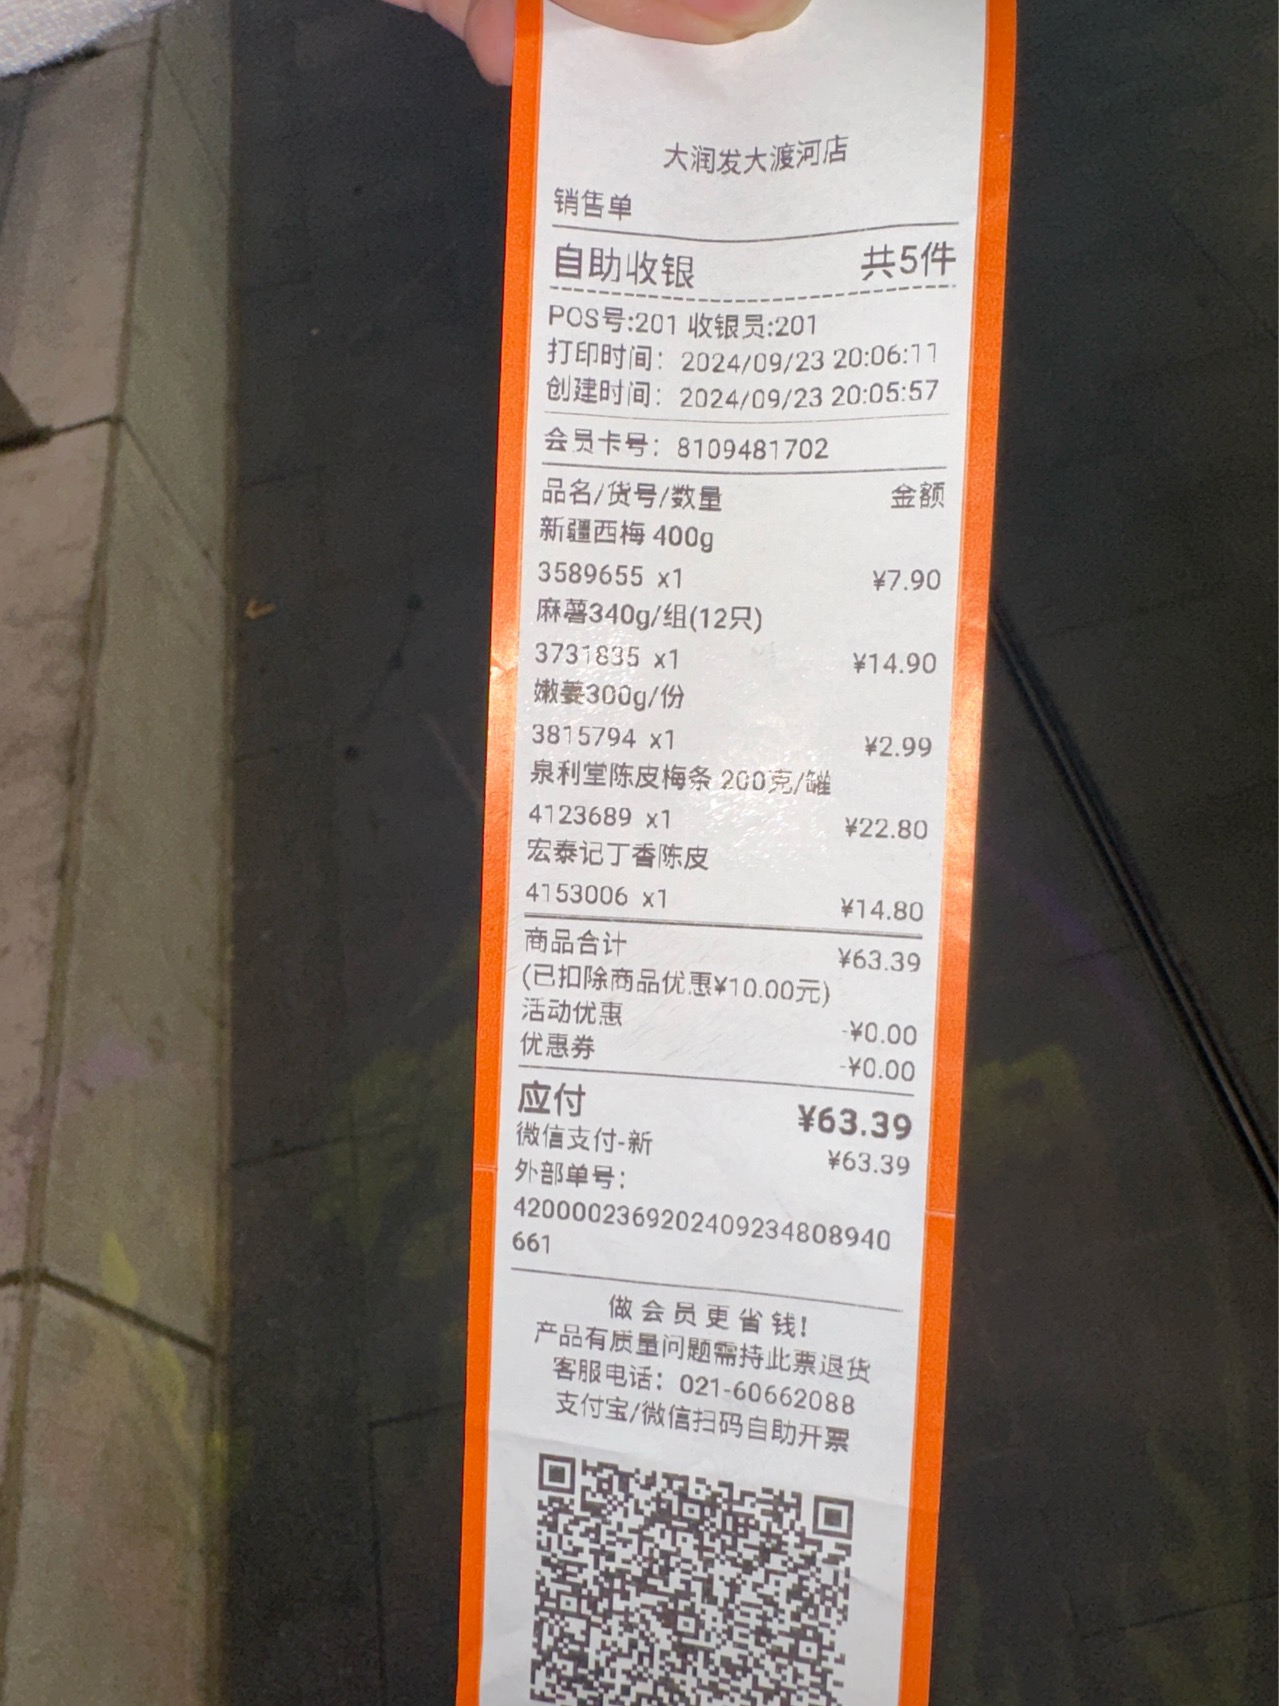 大润发大渡河店
销售单
自助收银 共5件
POS号:201 收银员:201
打印时间: 2024/09/23 20:06:11
创建时间: 2024/09/23 20:05:57
会员卡号: 8109481702
品名/货号/数量 金额
新疆西梅 400g
3589655 x1 ¥7.90
麻薯340g/组(12只)
3731835 x1 ¥14.90
嫩姜300g/份
3815794 x1 ¥2.99
泉利堂陈皮梅条 200克/罐
4123689 x1 ¥22.80
宏泰记丁香陈皮
4153006 x1 ¥14.80
商品合计 ¥63.39
(已扣除商品优惠¥10.00元)
活动优惠 -¥0.00
优惠券 -¥0.00
应付 ¥63.39
微信支付-新 ¥63.39
外部单号:
4200002369202409234808940
661
做会员更省钱!
产品有质量问题需持此票退货
客服电话: 021-60662088
支付宝/微信扫码自助开票